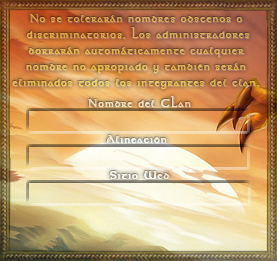 No se tolerarán nombres obscenos o
discriminatorios. Los administradores
borrarán automáticamente cualquier
nombre no apropiado y también serán
eliminados todos los integrantes del clan.
Nombre del CLan
Alineación
Sitio Web